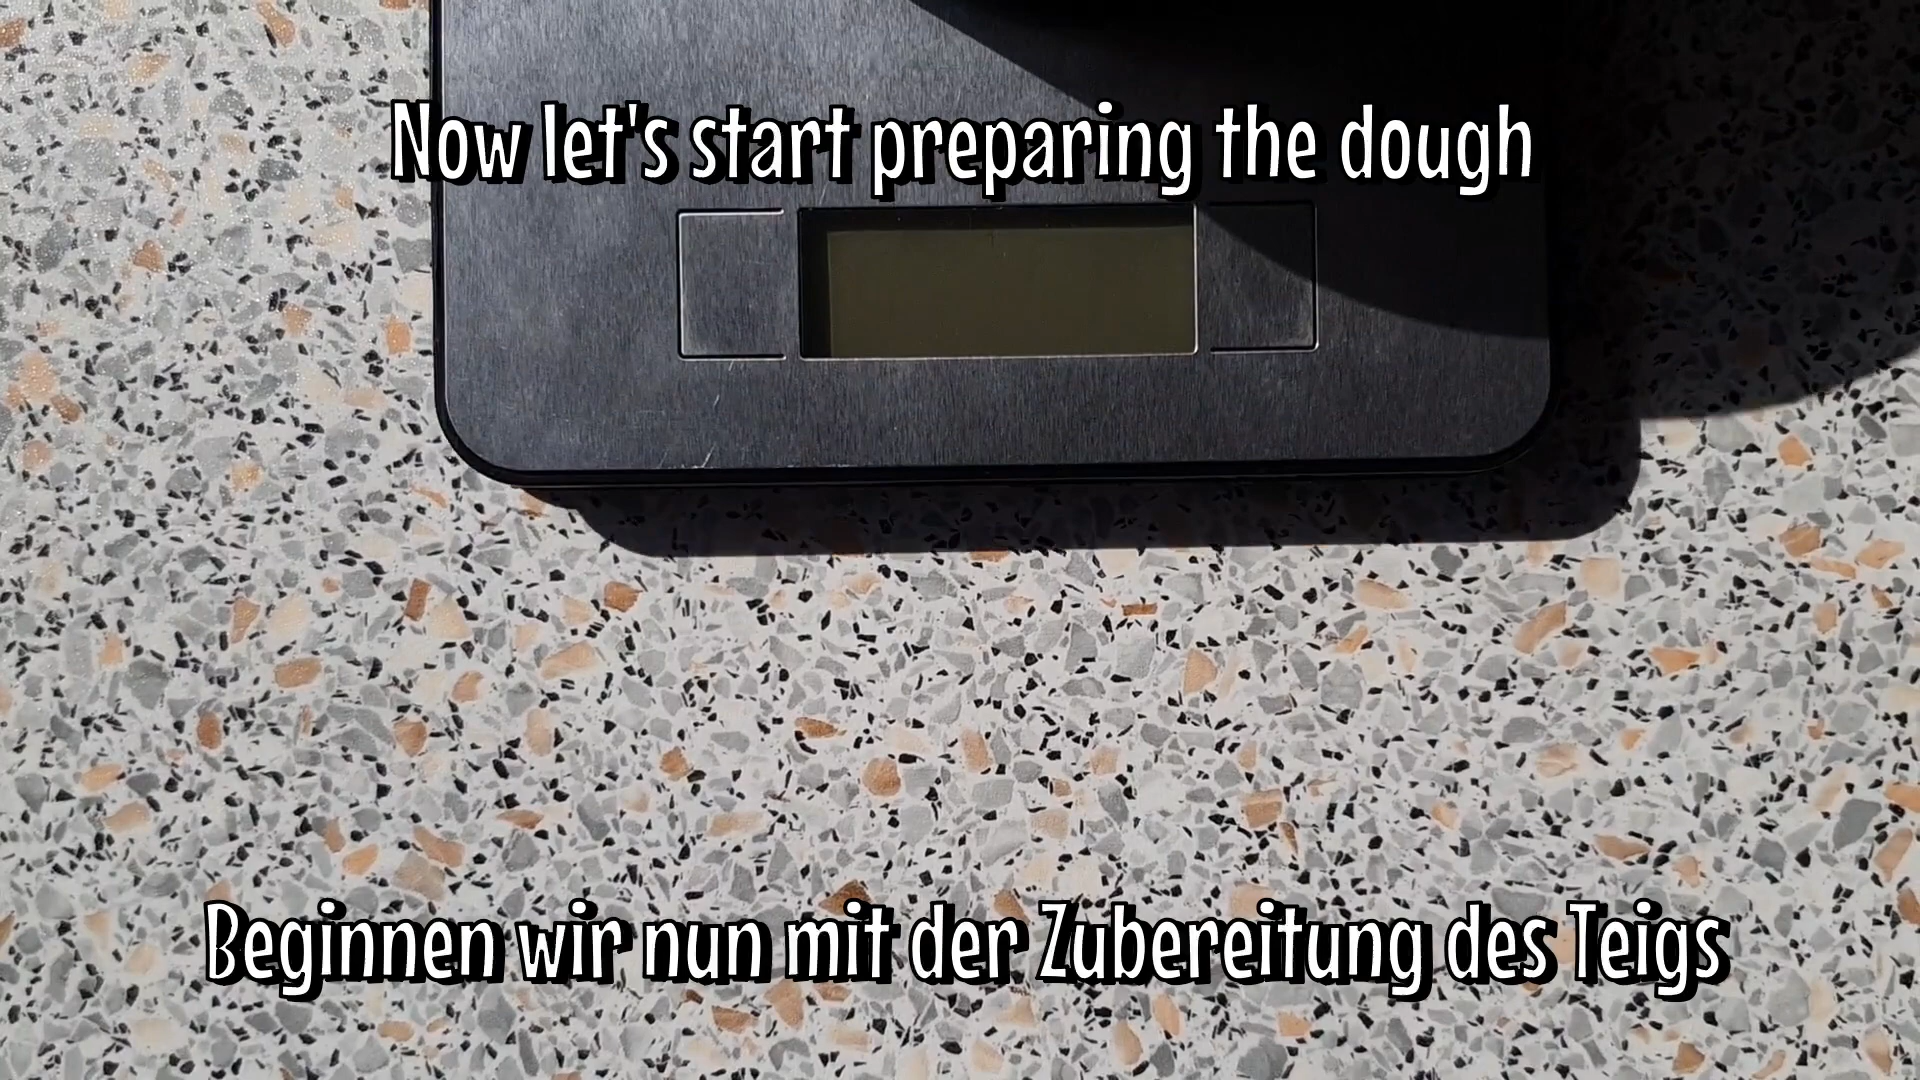 Now let's start preparing the dough
Beginnen wir nun mit der Zubereitung des Teigs